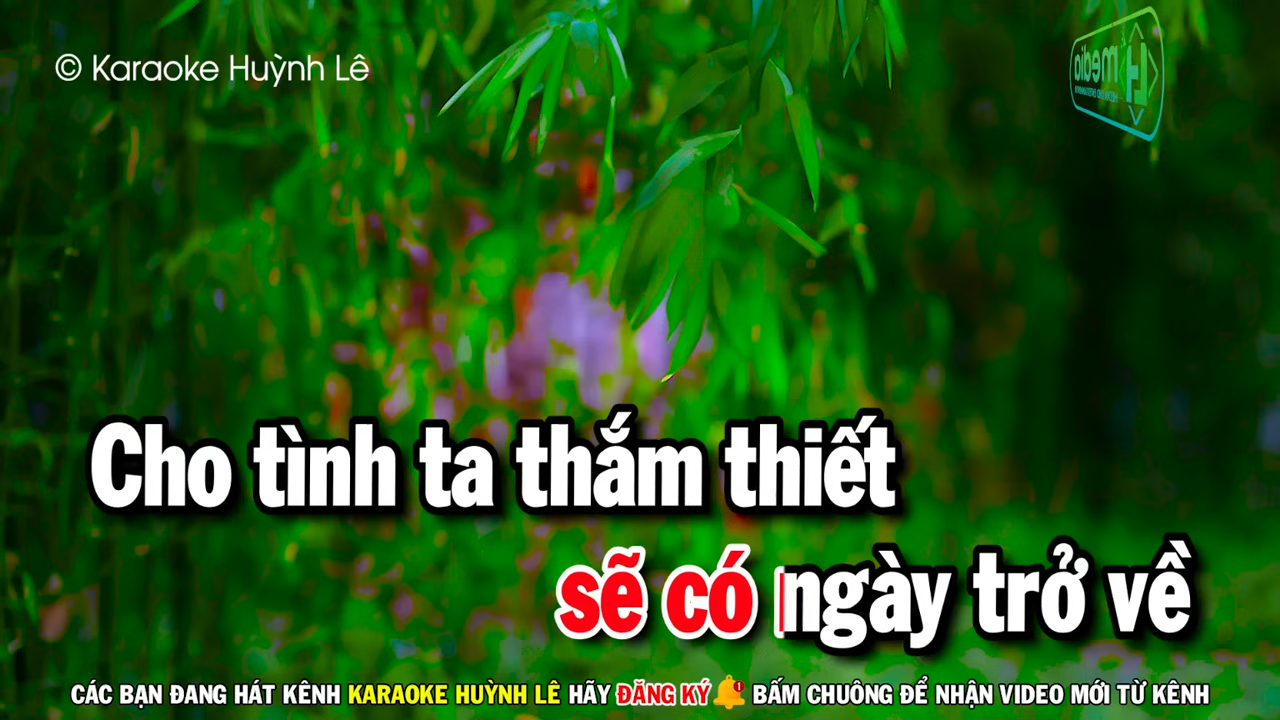 © Karaoke Huỳnh Lê
media
Cho tình ta thắm thiết
sẽ có ngày trở về
CÁC BẠN ĐANG HÁT KÊNH KARAOKE HUỲNH LÊ HÃY ĐĂNG KÝ BẤM CHUÔNG ĐỂ NHẬN VIDEO MỚI TỪ KÊNH